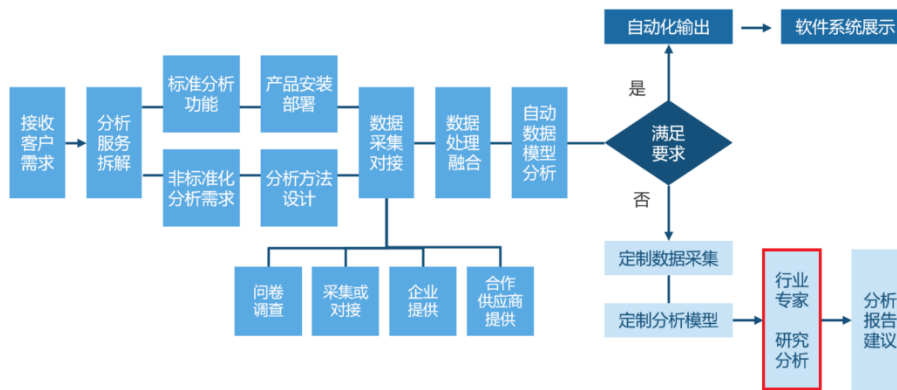 自动化输出
软件系统展示
标准分析
功能
产品安装
部署
是
接收
客户
需求
分析
服务
拆解
数据
采集
对接
数据
处理
融合
自动
数据
模型
分析
满足
要求
非标准化
分析需求
分析方法
设计
否
定制数据采集
问卷
调查
采集或
对接
企业
提供
合作
供应商
提供
定制分析模型
行业
专家
研究
分析
分析
报告
建议